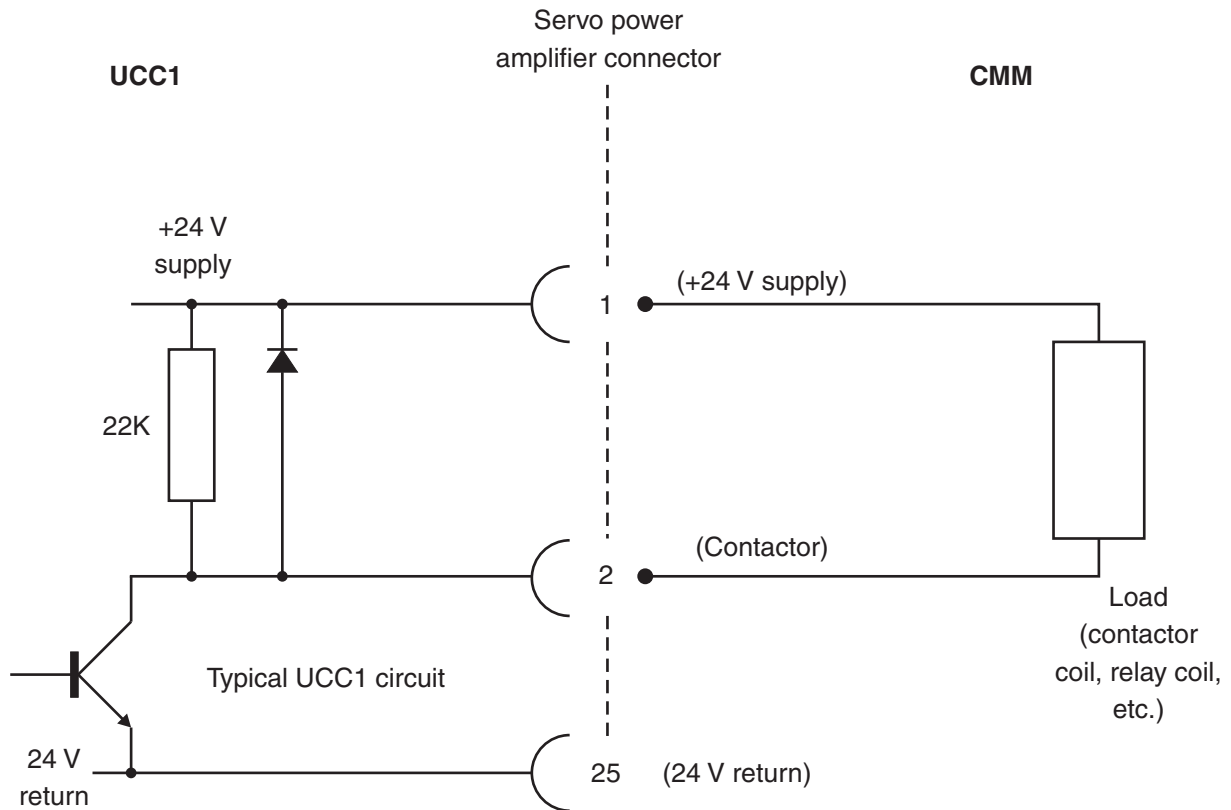 Servo power
amplifier connector
UCC1
CMM
+24 V
supply
1
(+24 V supply)
22K
2
(Contactor)
Load
(contactor
coil, relay coil,
etc.)
Typical UCC1 circuit
24 V
return
25
(24 V return)